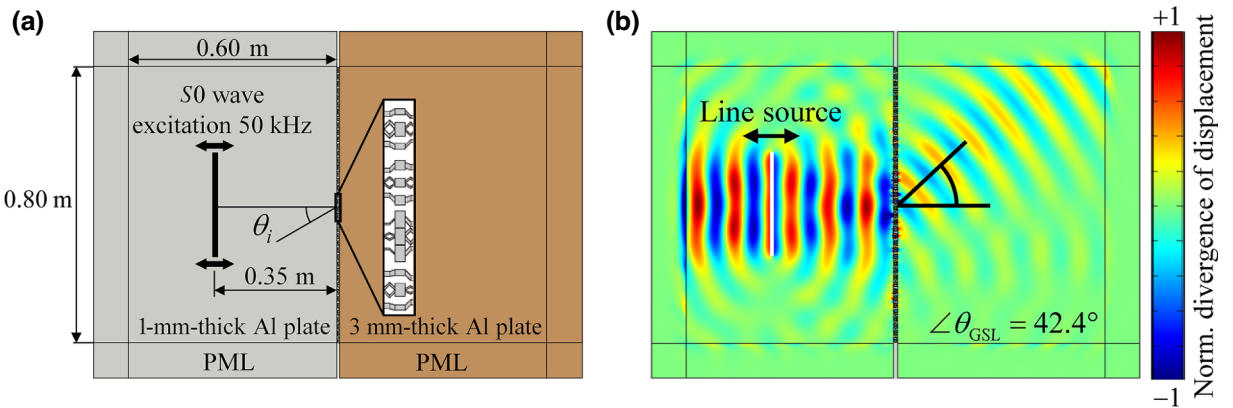 (a)
0.60 m
S0 wave
excitation 50 kHz
0.80 m
θi
0.35 m
1-mm-thick Al plate
3 mm-thick Al plate
PML
PML
(b)
Line source
∠θGSL = 42.4°
+1
Norm. divergence of displacement
−1